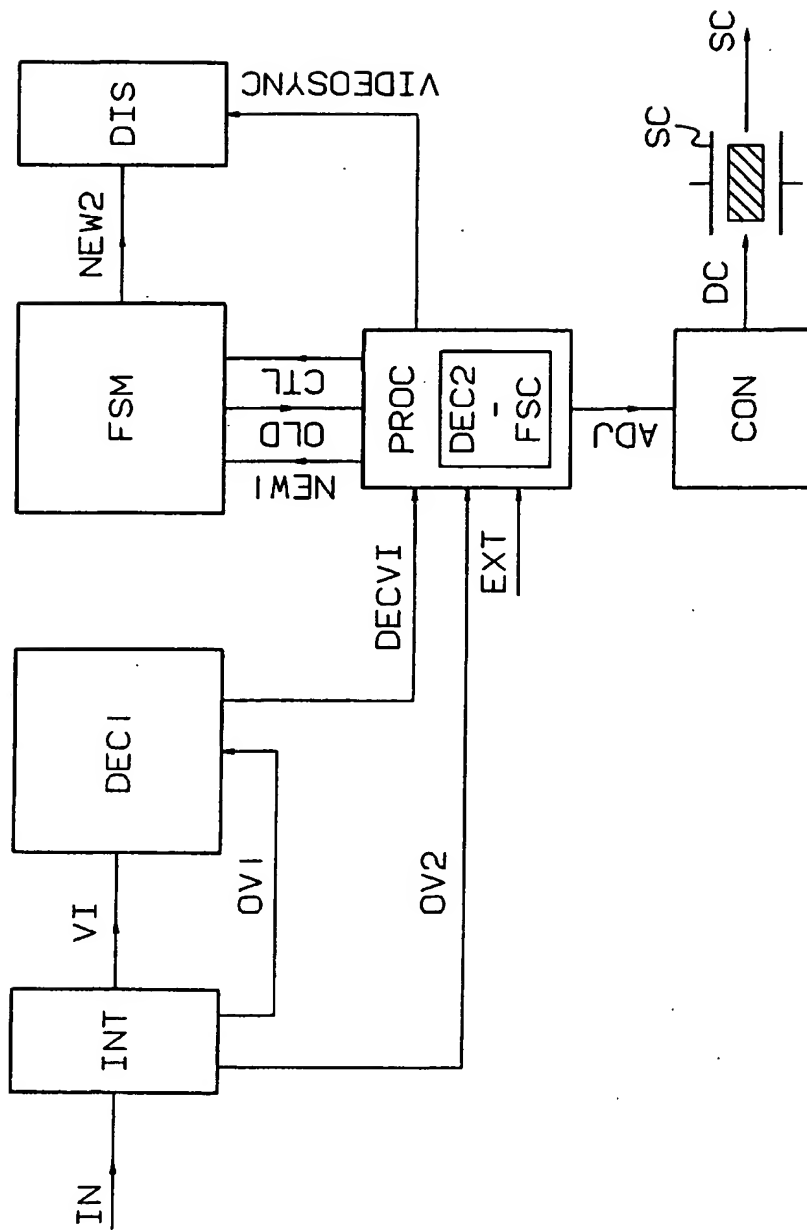 IN
INT
VI
OV1
OV2
DEC1
DECVI
EXT
FSM
NEW1
OLD
CTL
NEW2
DIS
VIDEOSYNC
PROC
DEC2
-
FSC
ADJ
CON
DC
SC
SC